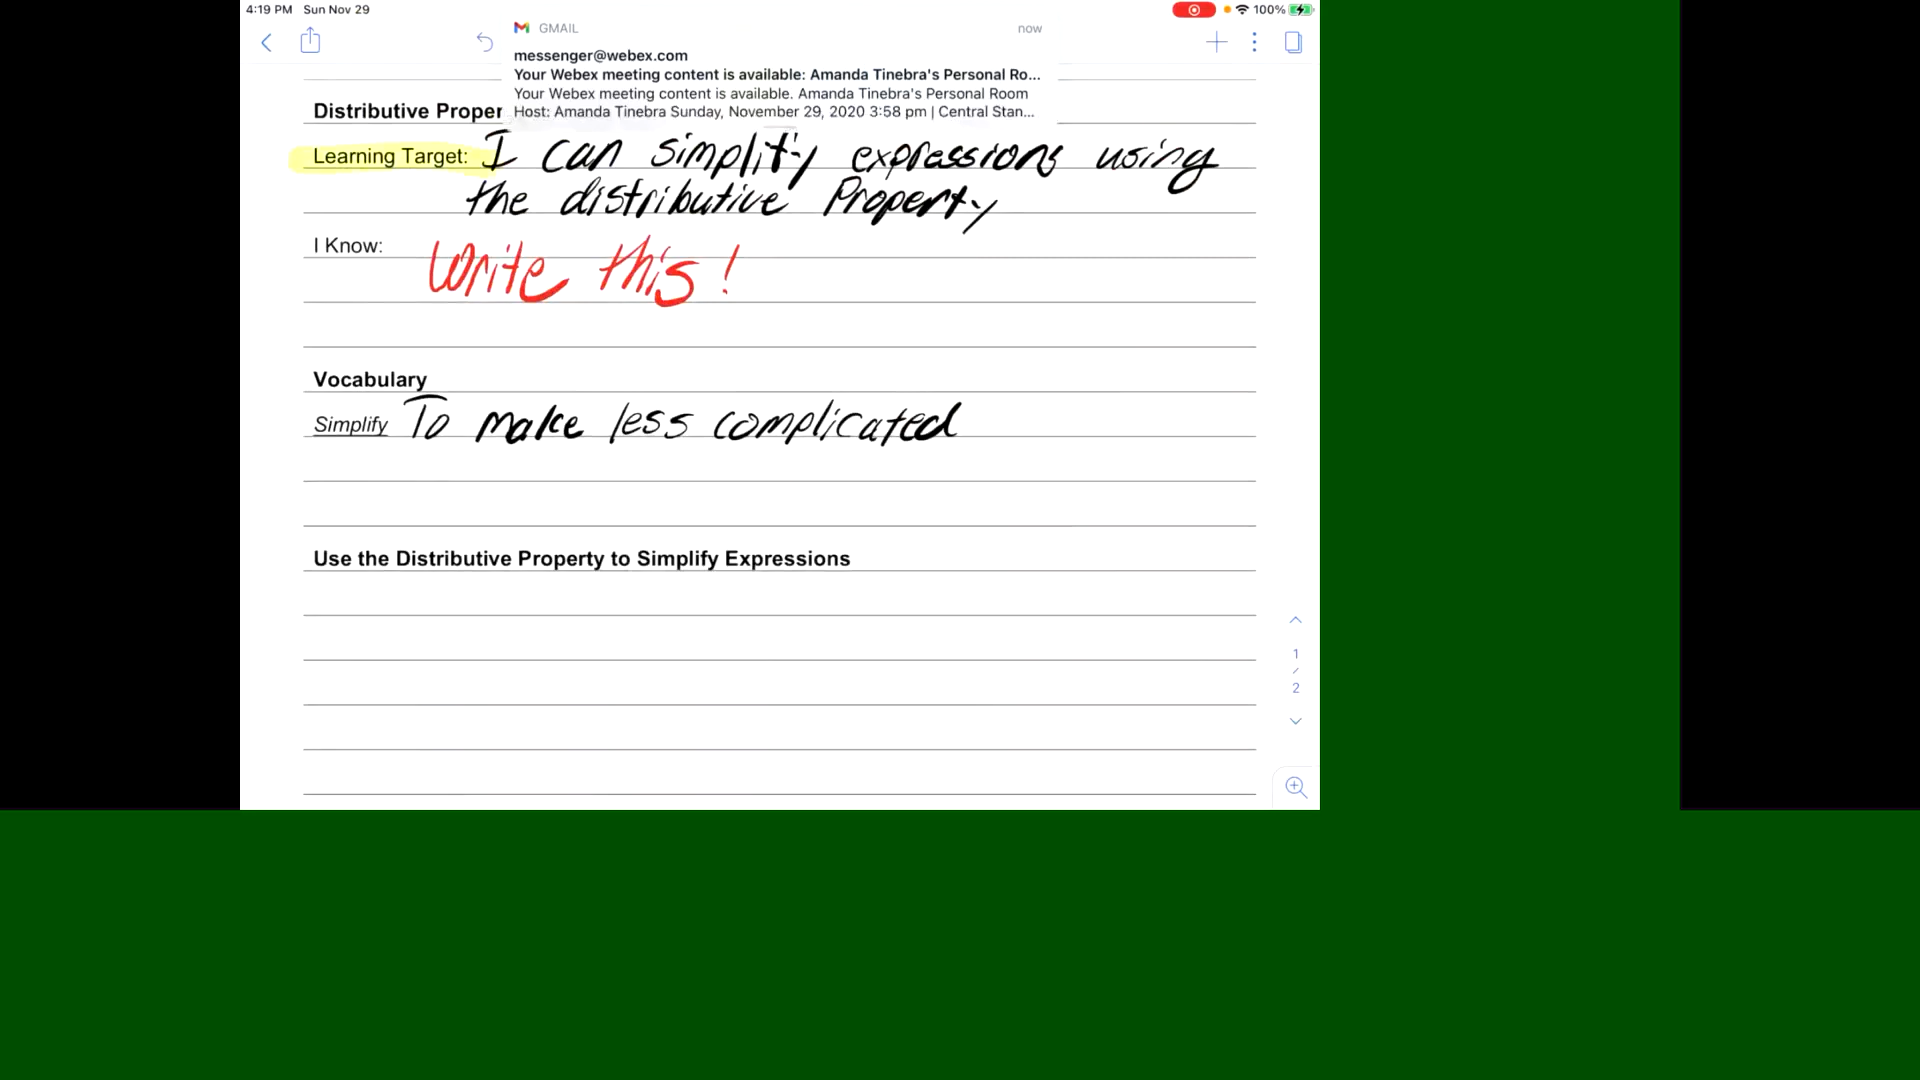 4:19 PM Sun Nov 29
100%
GMAIL
now
messenger@webex.com
Your Webex meeting content is available: Amanda Tinebra's Personal Ro...
Your Webex meeting content is available. Amanda Tinebra's Personal Room
Host: Amanda Tinebra Sunday, November 29, 2020 3:58 pm | Central Stan...
Distributive Proper
Learning Target: I can simplify expressions using
the distributive Property
I Know:
Write this!
Vocabulary
Simplify To make less complicated
Use the Distributive Property to Simplify Expressions
1
/
2